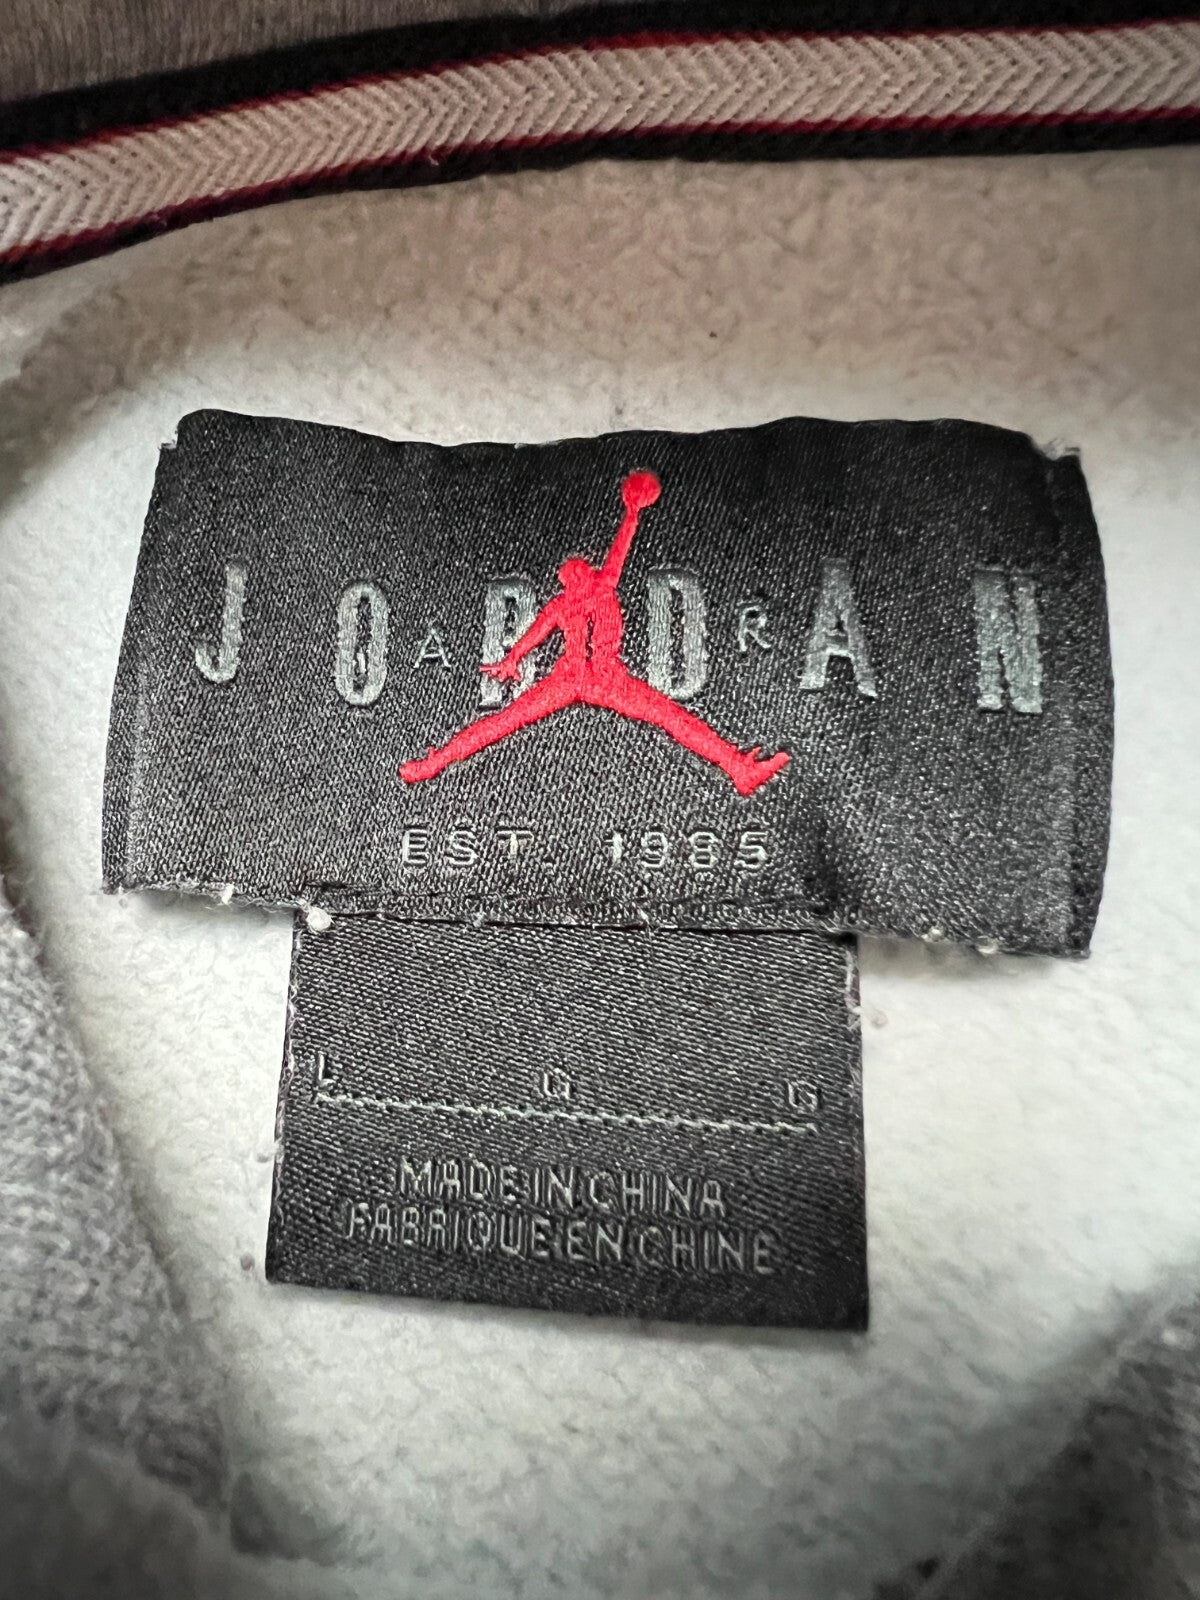 JORDAN
AIR
EST. 1985
L G G
MADE IN CHINA
FABRIQUE EN CHINE